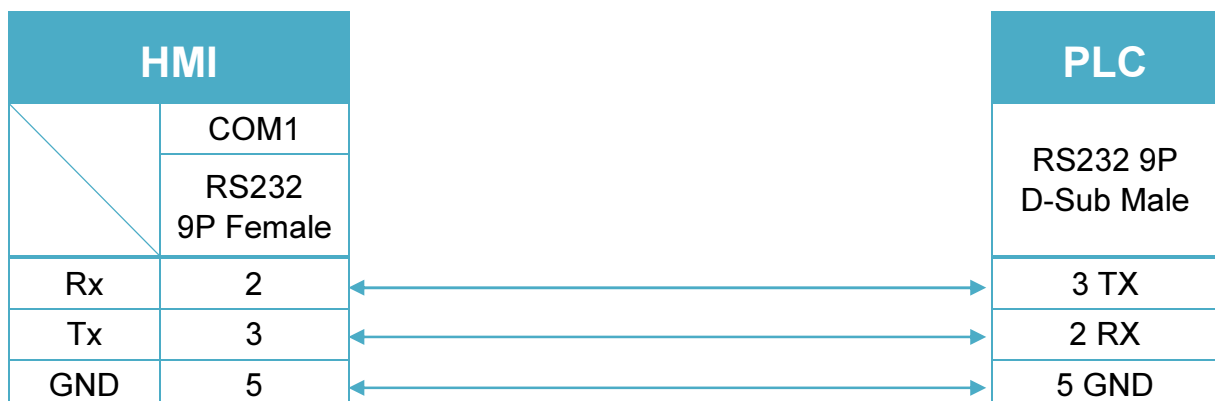 HMI
PLC
COM1
RS232
9P Female
RS232 9P
D-Sub Male
Rx 2 3 TX
Tx 3 2 RX
GND 5 5 GND